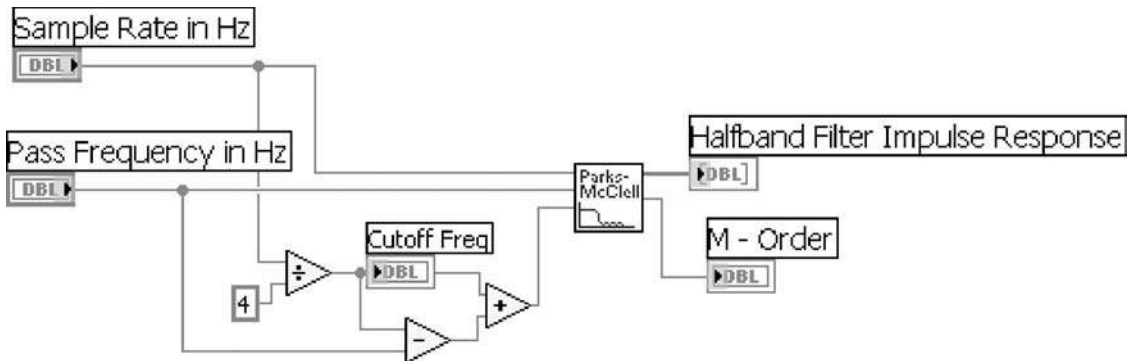 Sample Rate in Hz
DBL
Pass Frequency in Hz
DBL
Parks-
McClell
Halfband Filter Impulse Response
[DBL]
Cutoff Freq
DBL
M - Order
DBL
÷
4
+
-